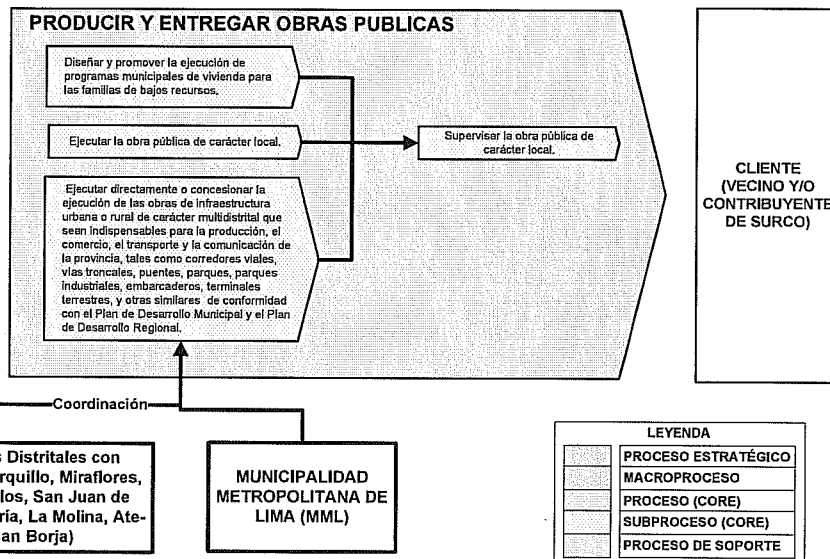 PRODUCIR Y ENTREGAR OBRAS PUBLICAS
Diseñar y promover la ejecución de
programas municipales de vivienda para
las familias de bajos recursos.
Ejecutar la obra pública de carácter local.
Supervisar la obra pública de
carácter local.
Ejecutar directamente o concesionar la
ejecución de las obras de infraestructura
urbana o rural de carácter multidistrital que
sean indispensables para la producción, el
comercio, el transporte y la comunicación de
la provincia, tales como corredores viales,
vías troncales, puentes, parques, parques
industriales, embarcaderos, terminales
terrestres, y otras similares de conformidad
con el Plan de Desarrollo Municipal y el Plan
de Desarrollo Regional.
CLIENTE
(VECINO Y/O
CONTRIBUYENTE
DE SURCO)
Coordinación
s Distritales con
rquillo, Miraflores,
llos, San Juan de
ría, La Molina, Ate-
San Borja)
MUNICIPALIDAD
METROPOLITANA DE
LIMA (MML)
LEYENDA
PROCESO ESTRATÉGICO
MACROPROCESO
PROCESO (CORE)
SUBPROCESO (CORE)
PROCESO DE SOPORTE